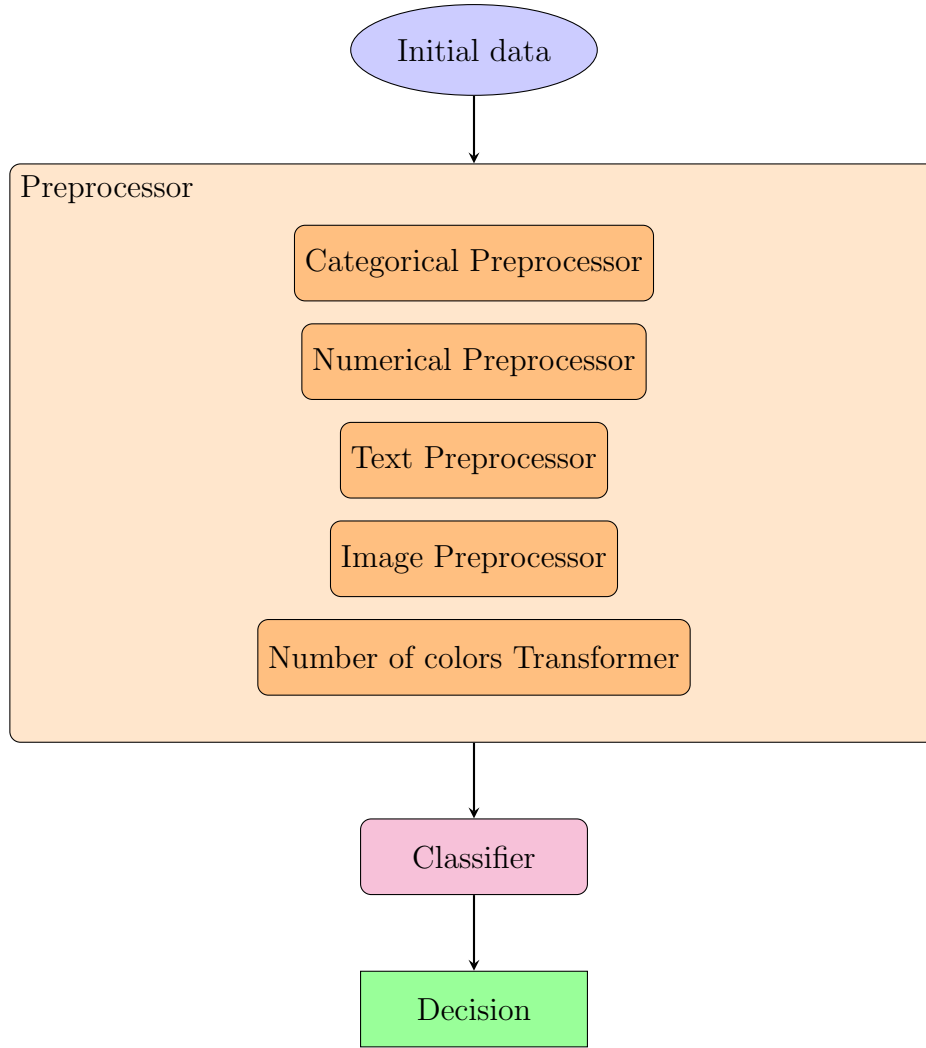 Initial data
Preprocessor
Categorical Preprocessor
Numerical Preprocessor
Text Preprocessor
Image Preprocessor
Number of colors Transformer
Classifier
Decision